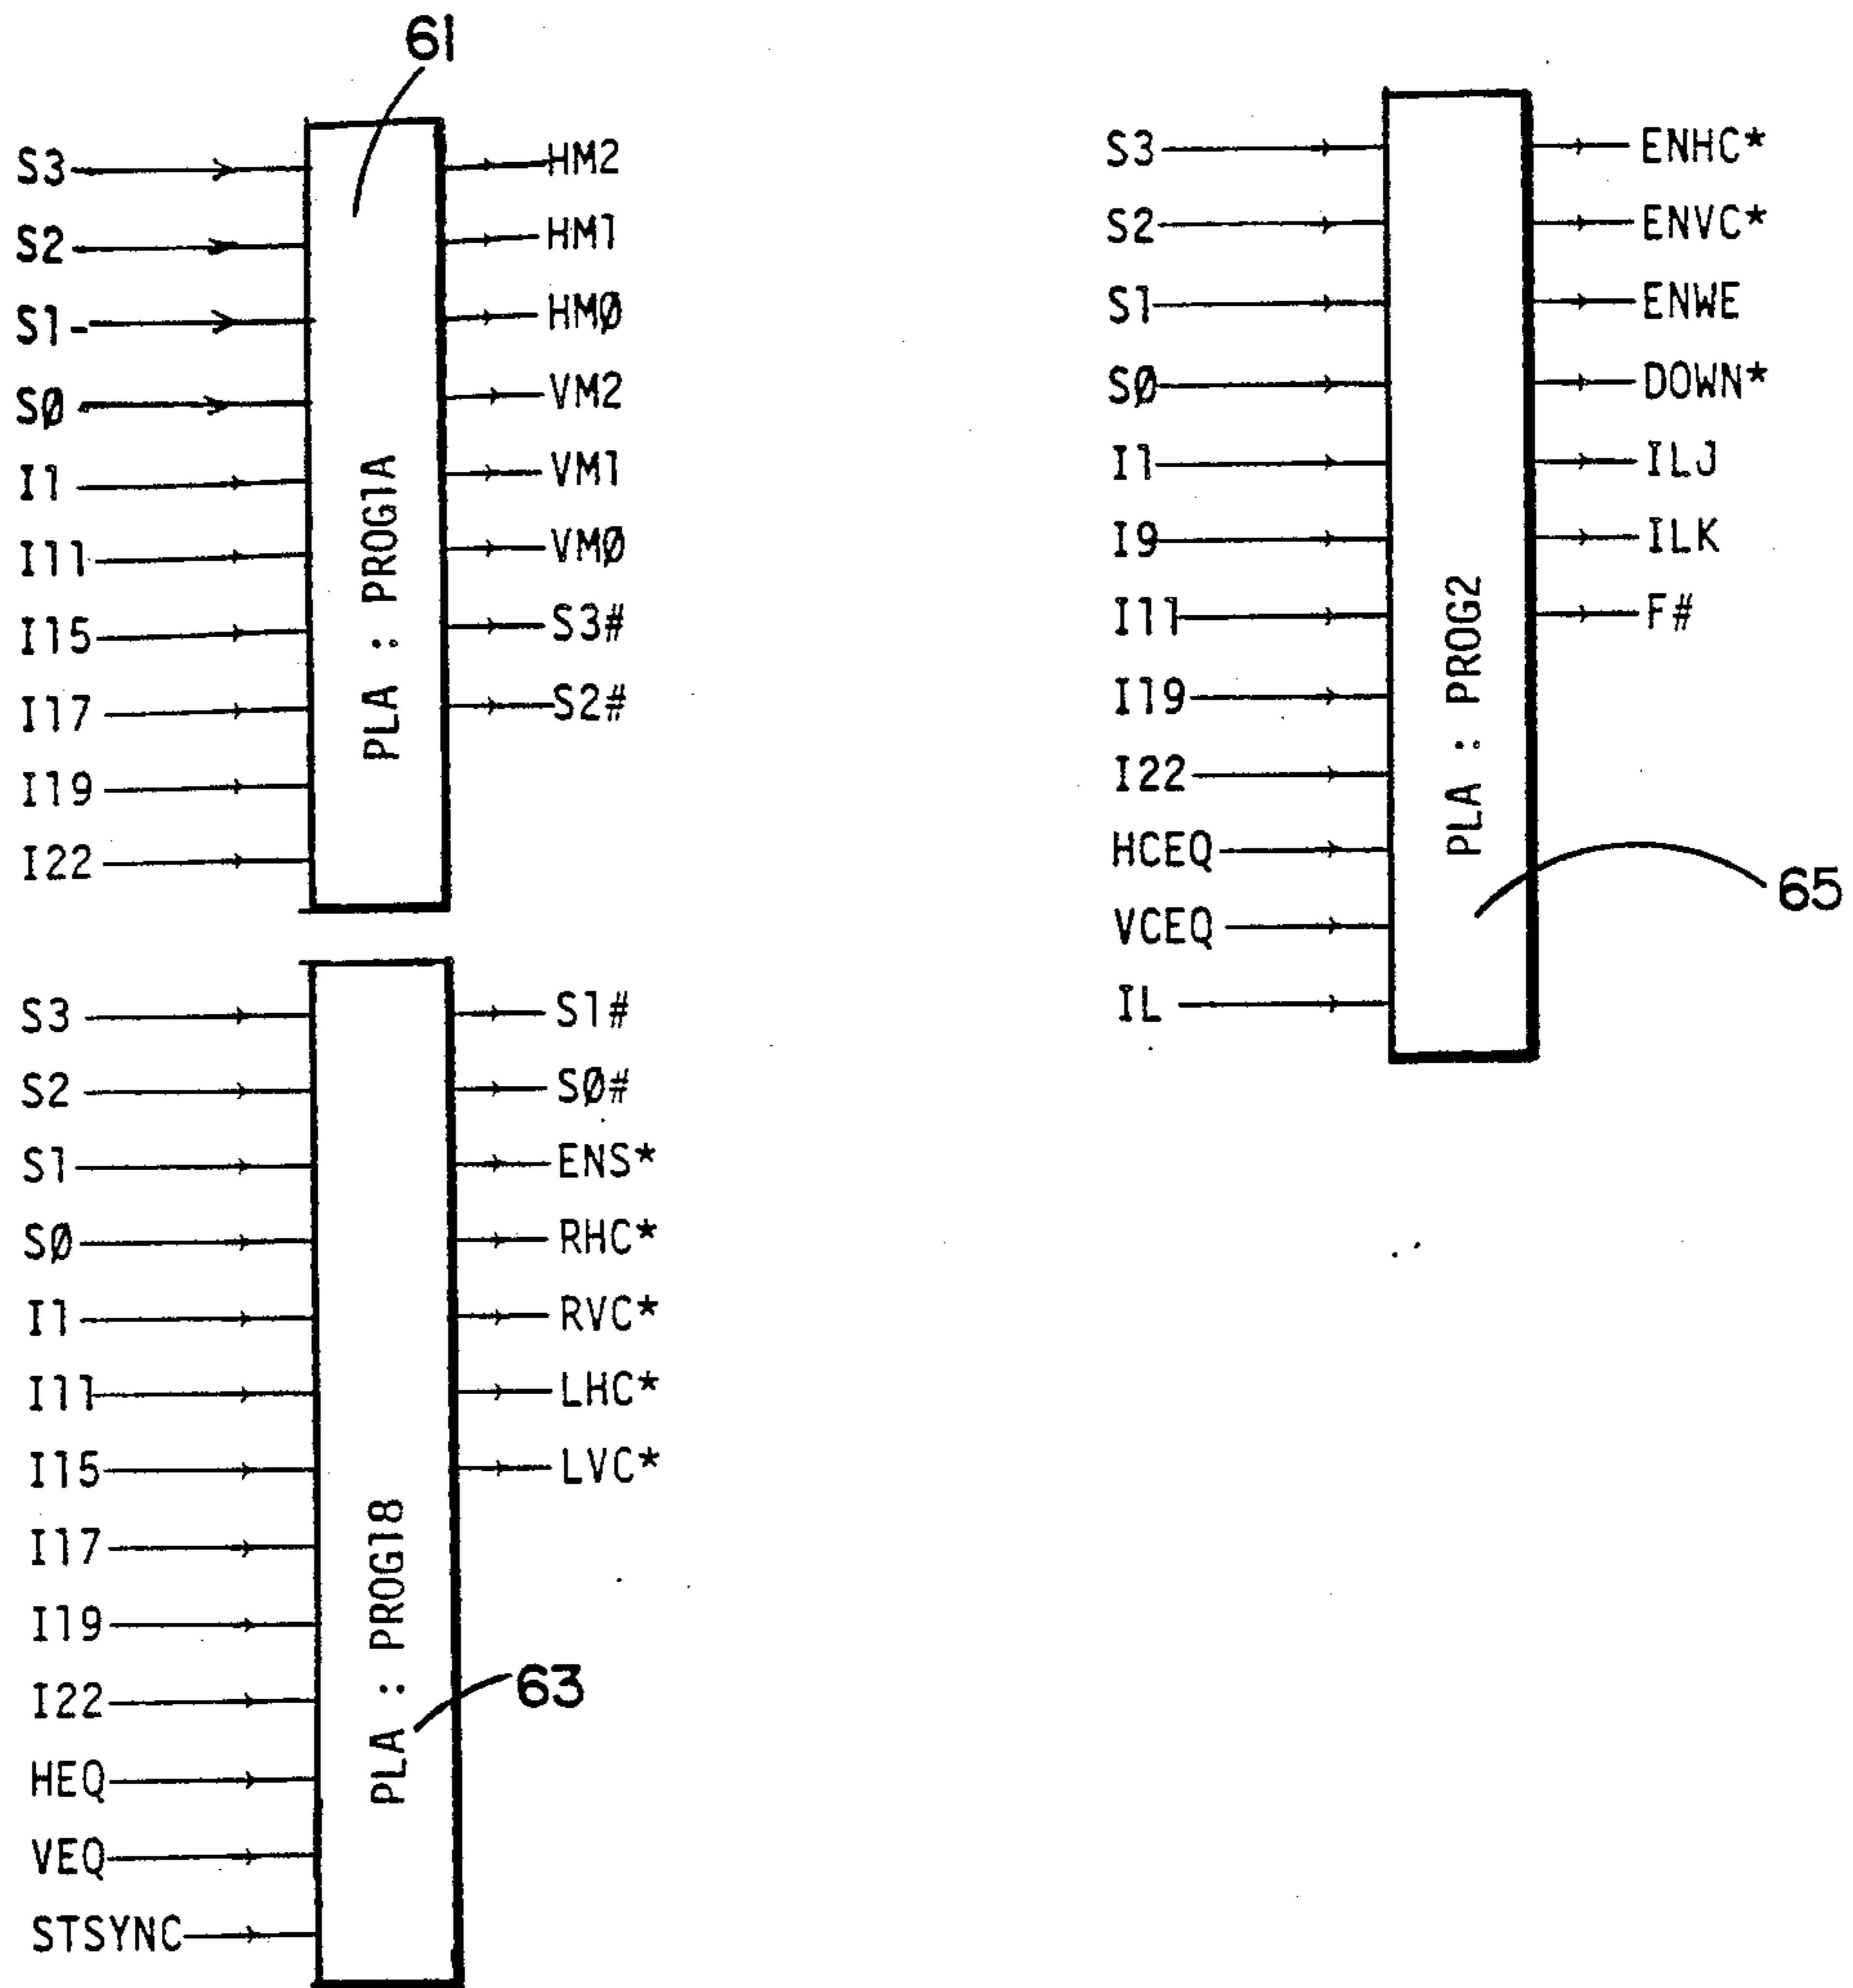 61
S3
S2
S1-
SØ
I1
I11
I15
I17
I19
I22
PLA : PROG1A
HM2
HM1
HMØ
VM2
VM1
VMØ
S3#
S2#
S3
S2
S1
SØ
I1
I11
I15
I17
I19
I22
HEQ
VEQ
STSYNC
PLA : PROG18
63
S1#
SØ#
ENS*
RHC*
RVC*
LHC*
LVC*
S3
S2
S1
SØ
I1
I9
I11
I19
I22
HCEQ
VCEQ
IL
PLA : PROG2
65
ENHC*
ENVC*
ENWE
DOWN*
ILJ
ILK
F#